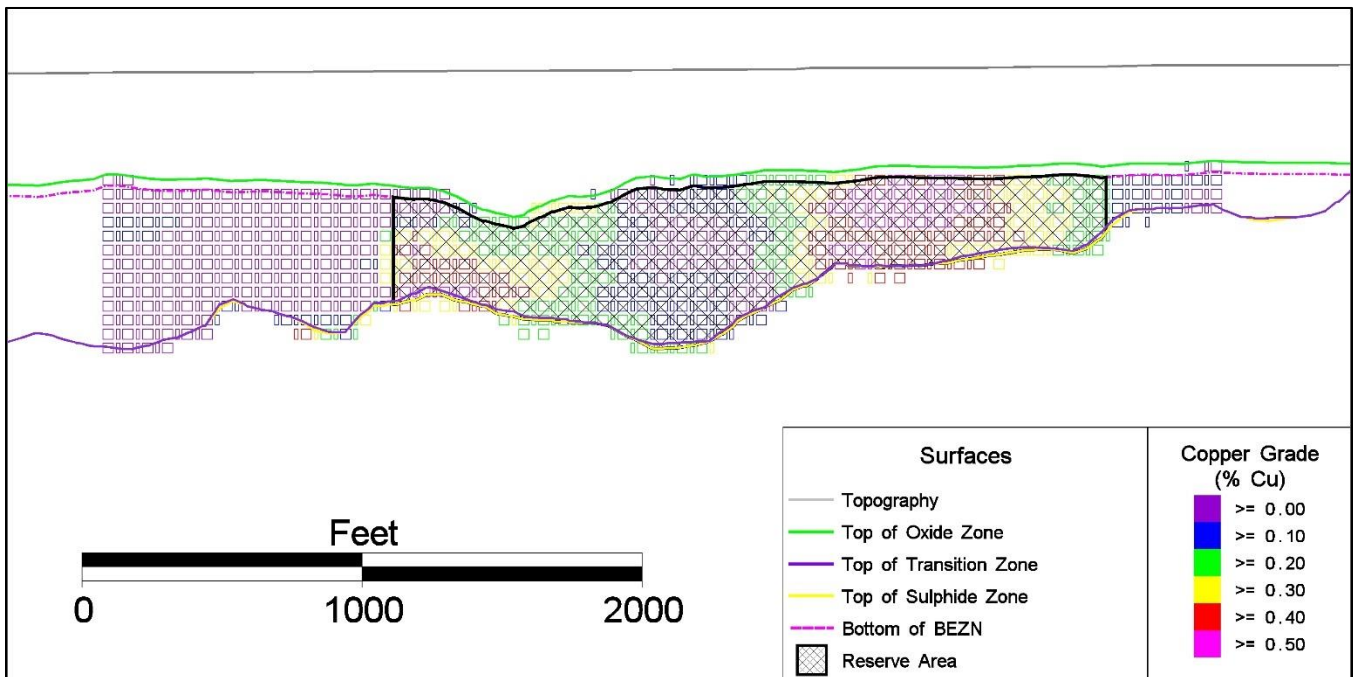 Feet
0 1000 2000
Surfaces
Topography
Top of Oxide Zone
Top of Transition Zone
Top of Sulphide Zone
Bottom of BEZN
Reserve Area
Copper Grade
(% Cu)
>= 0.00
>= 0.10
>= 0.20
>= 0.30
>= 0.40
>= 0.50